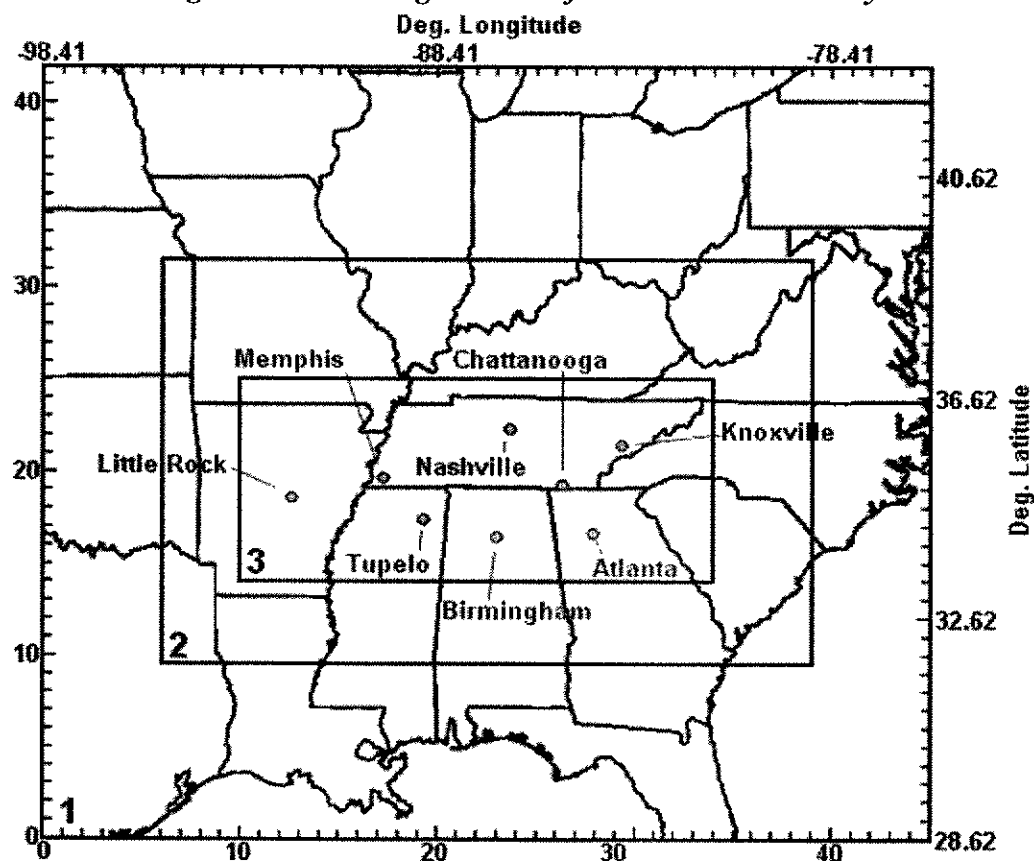 Deg. Longitude
-98.41 -88.41 -78.41
40
40.62
30
Memphis Chattanooga
36.62
Knoxville
20
Little Rock Nashville
Deg. Latitude
3 Tupelo Atlanta
Birmingham
32.62
10 2
1
0 28.62
10 20 30 40